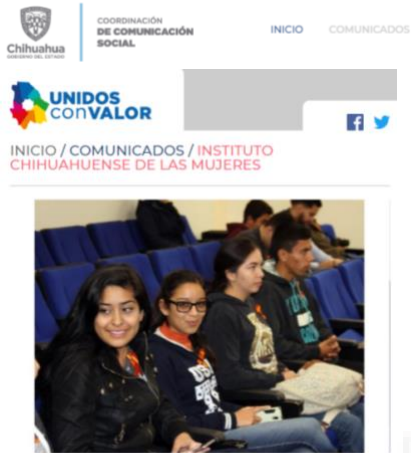 Chihuahua
GOBIERNO DEL ESTADO
COORDINACIÓN
DE COMUNICACIÓN
SOCIAL
INICIO
COMUNICADOS
UNIDOS
CONVALOR
INICIO / COMUNICADOS / INSTITUTO
CHIHUAHUENSE DE LAS MUJERES